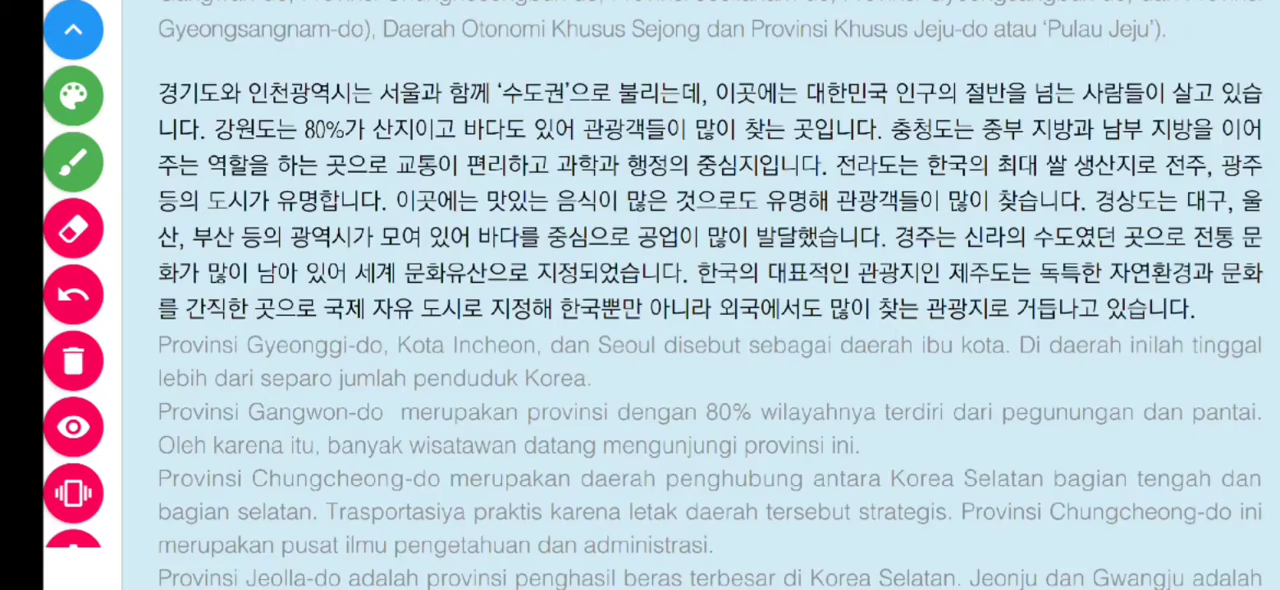 Gyeongsangnam-do), Daerah Otonomi Khusus Sejong dan Provinsi Khusus Jeju-do atau ‘Pulau Jeju’).
경기도와 인천광역시는 서울과 함께 ‘수도권’으로 불리는데, 이곳에는 대한민국 인구의 절반을 넘는 사람들이 살고 있습
니다. 강원도는 80%가 산지이고 바다도 있어 관광객들이 많이 찾는 곳입니다. 충청도는 중부 지방과 남부 지방을 이어
주는 역할을 하는 곳으로 교통이 편리하고 과학과 행정의 중심지입니다. 전라도는 한국의 최대 쌀 생산지로 전주, 광주
등의 도시가 유명합니다. 이곳에는 맛있는 음식이 많은 것으로도 유명해 관광객들이 많이 찾습니다. 경상도는 대구, 울
산, 부산 등의 광역시가 모여 있어 바다를 중심으로 공업이 많이 발달했습니다. 경주는 신라의 수도였던 곳으로 전통 문
화가 많이 남아 있어 세계 문화유산으로 지정되었습니다. 한국의 대표적인 관광지인 제주도는 독특한 자연환경과 문화
를 간직한 곳으로 국제 자유 도시로 지정해 한국뿐만 아니라 외국에서도 많이 찾는 관광지로 거듭나고 있습니다.
Provinsi Gyeonggi-do, Kota Incheon, dan Seoul disebut sebagai daerah ibu kota. Di daerah inilah tinggal
lebih dari separo jumlah penduduk Korea.
Provinsi Gangwon-do merupakan provinsi dengan 80% wilayahnya terdiri dari pegunungan dan pantai.
Oleh karena itu, banyak wisatawan datang mengunjungi provinsi ini.
Provinsi Chungcheong-do merupakan daerah penghubung antara Korea Selatan bagian tengah dan
bagian selatan. Trasportasiya praktis karena letak daerah tersebut strategis. Provinsi Chungcheong-do ini
merupakan pusat ilmu pengetahuan dan administrasi.
Provinsi Jeolla-do adalah provinsi penghasil beras terbesar di Korea Selatan. Jeonju dan Gwangju adalah